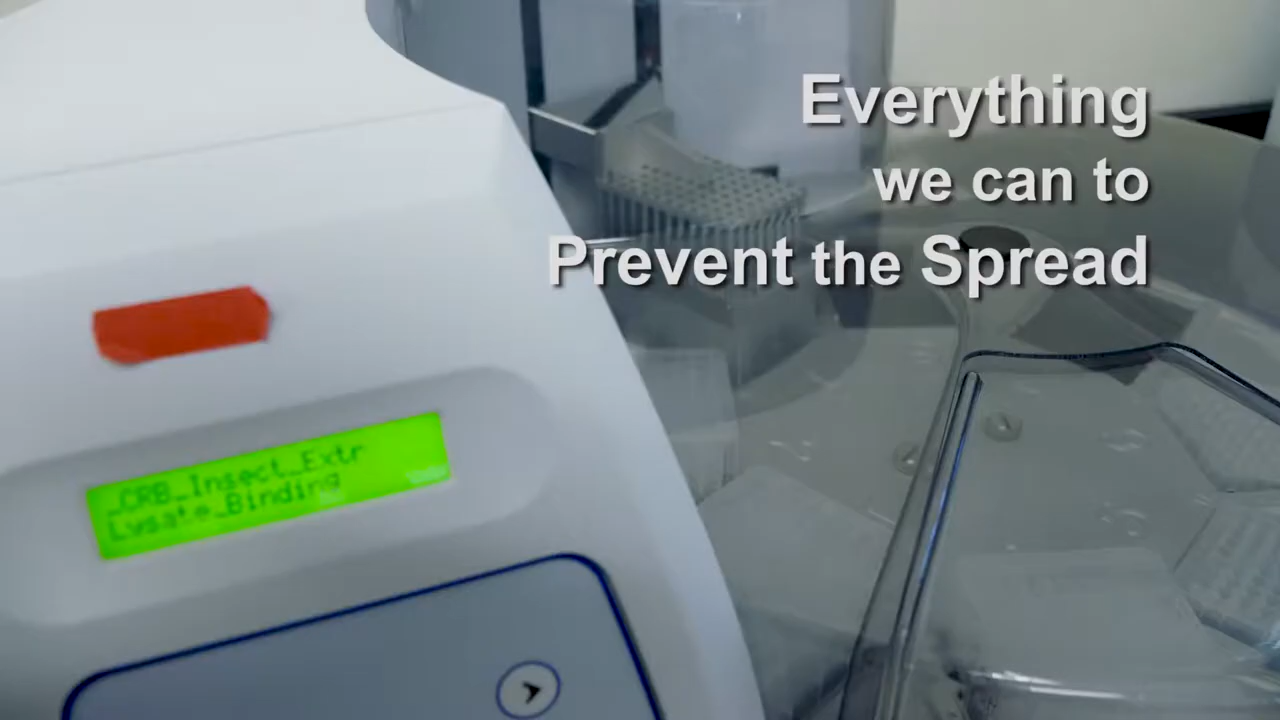 Everything
we can to
Prevent the Spread
_CRB_Insect_Extr
Lysate_Binding